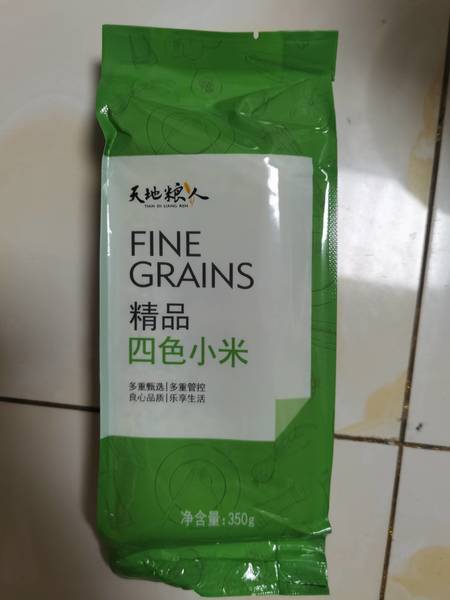 天地粮人
TIAN DI LIANG REN
FINE
GRAINS
精品
四色小米
多重甄选|多重管控
良心品质|乐享生活
净含量:350g